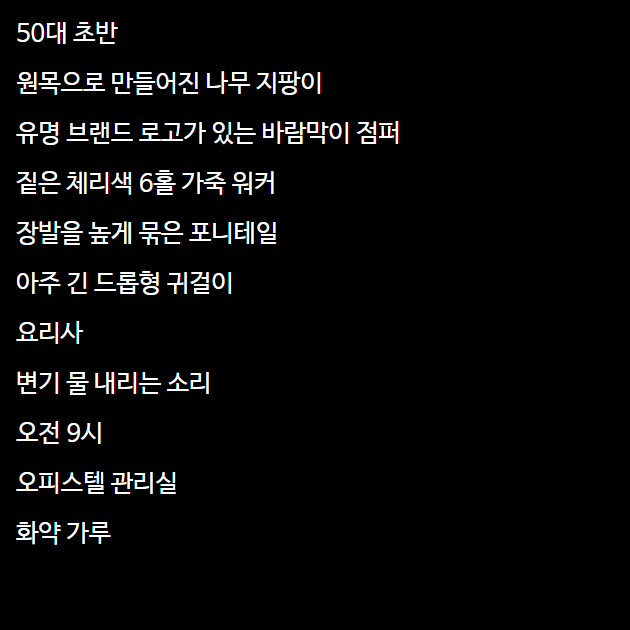 50대 초반
원목으로 만들어진 나무 지팡이
유명 브랜드 로고가 있는 바람막이 점퍼
짙은 체리색 6홀 가죽 워커
장발을 높게 묶은 포니테일
아주 긴 드롭형 귀걸이
요리사
변기 물 내리는 소리
오전 9시
오피스텔 관리실
화약 가루